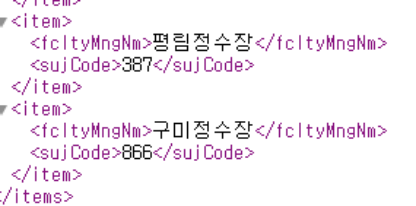 </item>
▼<item>
<fcltyMngNm>평림정수장</fcltyMngNm>
<sujCode>387</sujCode>
</item>
▼<item>
<fcltyMngNm>구미정수장</fcltyMngNm>
<sujCode>866</sujCode>
</item>
</items>